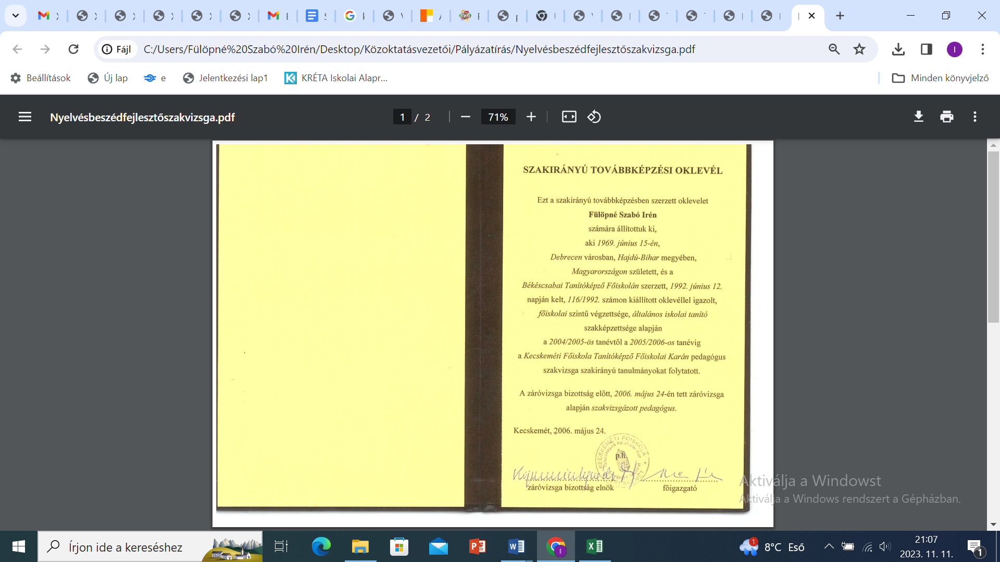 Fájl
C:/Users/Fülöpné%20Szabó%20Irén/Desktop/Közoktatásvezetői/Pályázatírás/Nyelvésbeszédfejlesztőszakvizsga.pdf
Beállítások
Új lap
e
Jelentkezési lap1
KRÉTA Iskolai Alapr...
Minden könyvjelző
Nyelvésbeszédfejlesztőszakvizsga.pdf
1 / 2
71%
SZAKIRÁNYÚ TOVÁBBKÉPZÉSI OKLEVÉL
Ezt a szakirányú továbbképzésben szerzett oklevelet
Fülöpné Szabó Irén
számára állítottuk ki,
aki 1969. június 15-én,
Debrecen városban, Hajdú-Bihar megyében,
Magyarországon született, és a
Békéscsabai Tanítóképző Főiskolán szerzett, 1992. június 12.
napján kelt, 116/1992. számon kiállított oklevéllel igazolt,
főiskolai szintű végzettsége, általános iskolai tanító
szakképzettsége alapján
a 2004/2005-ös tanévtől a 2005/2006-os tanévig
a Kecskeméti Főiskola Tanítóképző Főiskolai Karán pedagógus
szakvizsga szakirányú tanulmányokat folytatott.
A záróvizsga bizottság előtt, 2006. május 24-én tett záróvizsga
alapján szakvizsgázott pedagógus.
Kecskemét, 2006. május 24.
KECSKEMÉTI FŐISKOLA
Tanítóképző Főiskolai Kar
p.h.
záróvizsga bizottság elnök
főigazgató
Aktiválja a Windowst
Aktiválja a Windows rendszert a Gépházban.
Írjon ide a kereséshez
1
8°C Eső
21:07
2023. 11. 11.
1